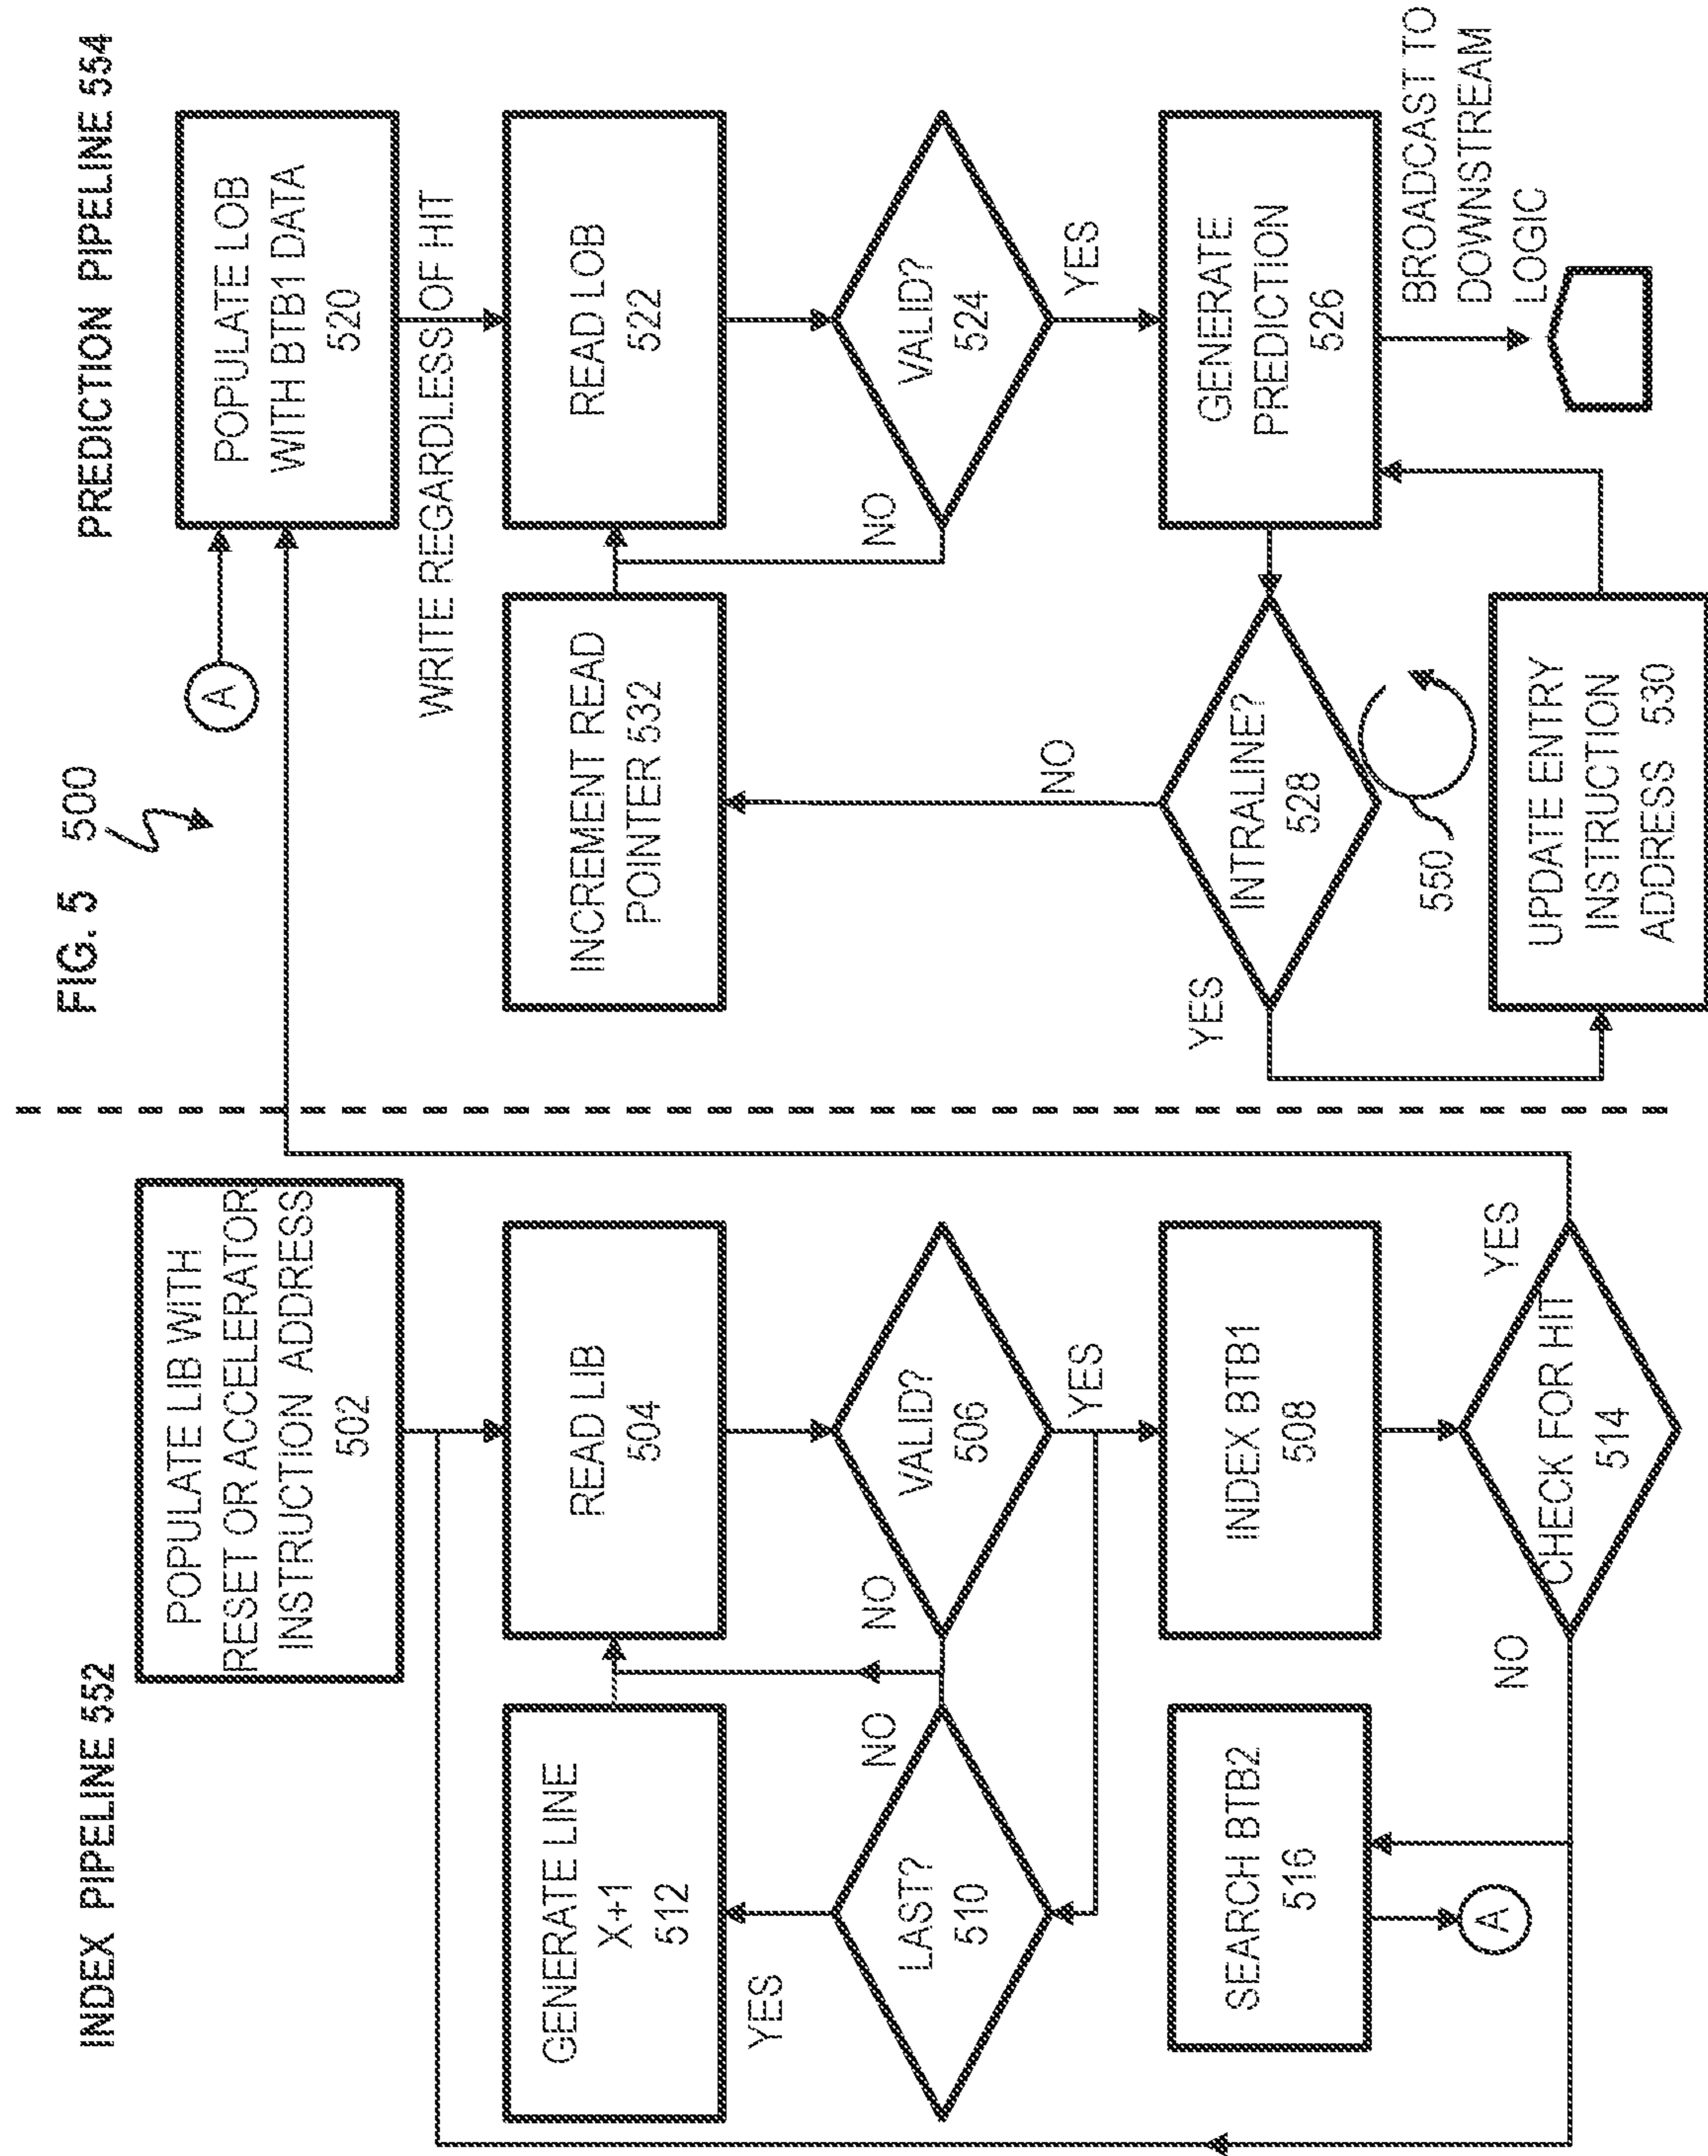 FIG. 5
500
INDEX PIPELINE 552
POPULATE LIB WITH
RESET OR ACCELERATOR
INSTRUCTION ADDRESS
502
READ LIB
504
VALID?
506
NO
YES
LAST?
510
NO
YES
GENERATE LINE
X+1
512
INDEX BTB1
508
CHECK FOR HIT
514
YES
NO
SEARCH BTB2
516
A
PREDICTION PIPELINE 554
A
POPULATE LOB
WITH BTB1 DATA
520
WRITE REGARDLESS OF HIT
READ LOB
522
INCREMENT READ
POINTER 532
VALID?
524
NO
YES
GENERATE
PREDICTION
526
INTRALINE?
528
NO
YES
550
UPDATE ENTRY
INSTRUCTION
ADDRESS 530
BROADCAST TO
DOWNSTREAM
LOGIC